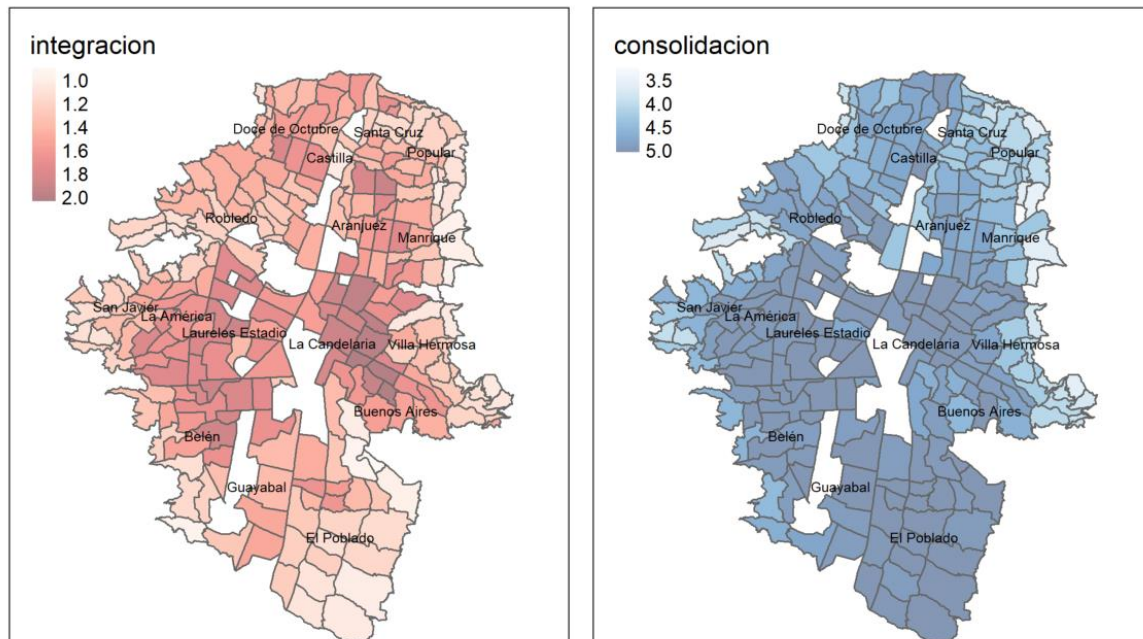 integracion
1.0
1.2
1.4
1.6
1.8
2.0
Doce de Octubre
Santa Cruz
Castilla
Popular
Robledo
Aranjuez
Manrique
San Javier
La América
Laureles Estadio
La Candelaria
Villa Hermosa
Buenos Aires
Belén
Guayabal
El Poblado
consolidacion
3.5
4.0
4.5
5.0
Doce de Octubre
Santa Cruz
Castilla
Popular
Robledo
Aranjuez
Manrique
San Javier
La América
Laureles Estadio
La Candelaria
Villa Hermosa
Buenos Aires
Belén
Guayabal
El Poblado